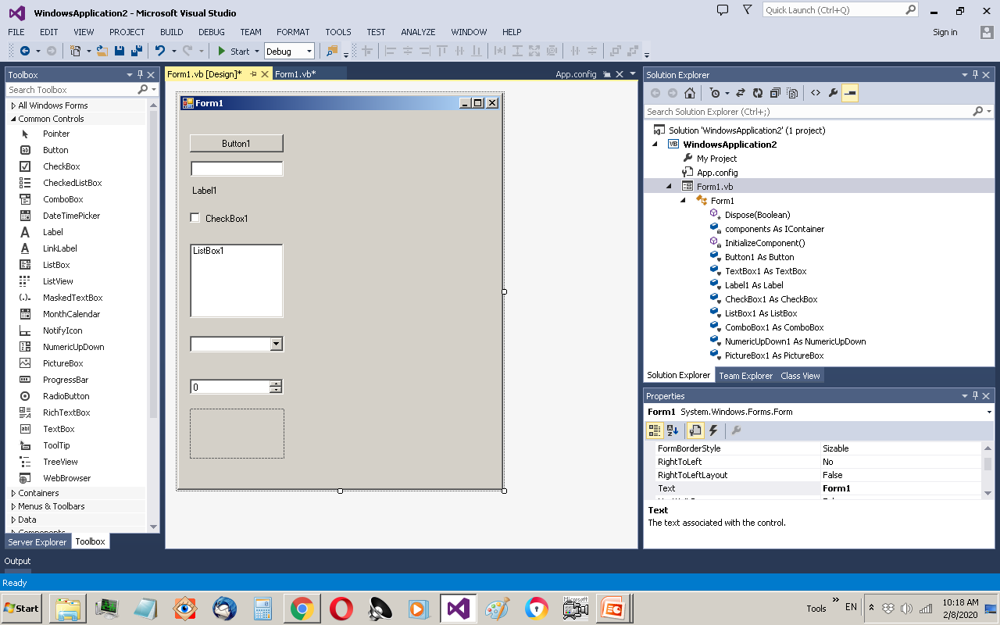 WindowsApplication2 - Microsoft Visual Studio
Quick Launch (Ctrl+Q)
FILE EDIT VIEW PROJECT BUILD DEBUG TEAM FORMAT TOOLS TEST ANALYZE WINDOW HELP
Sign in
Start Debug
Toolbox
Search Toolbox
All Windows Forms
Common Controls
Pointer
Button
CheckBox
CheckedListBox
ComboBox
DateTimePicker
Label
LinkLabel
ListBox
ListView
MaskedTextBox
MonthCalendar
NotifyIcon
NumericUpDown
PictureBox
ProgressBar
RadioButton
RichTextBox
TextBox
ToolTip
TreeView
WebBrowser
Containers
Menus & Toolbars
Data
Components
Server Explorer Toolbox
Form1.vb [Design]* Form1.vb* App.config
Form1
Button1
Label1
CheckBox1
ListBox1
0
Solution Explorer
Search Solution Explorer (Ctrl+;)
Solution 'WindowsApplication2' (1 project)
VB WindowsApplication2
My Project
App.config
Form1.vb
Form1
Dispose(Boolean)
components As IContainer
InitializeComponent()
Button1 As Button
TextBox1 As TextBox
Label1 As Label
CheckBox1 As CheckBox
ListBox1 As ListBox
ComboBox1 As ComboBox
NumericUpDown1 As NumericUpDown
PictureBox1 As PictureBox
Solution Explorer Team Explorer Class View
Properties
Form1 System.Windows.Forms.Form
FormBorderStyle Sizable
RightToLeft No
RightToLeftLayout False
Text Form1
Text
The text associated with the control.
Output
Ready
Start
Microsoft
Tools
EN
10:18 AM
2/8/2020